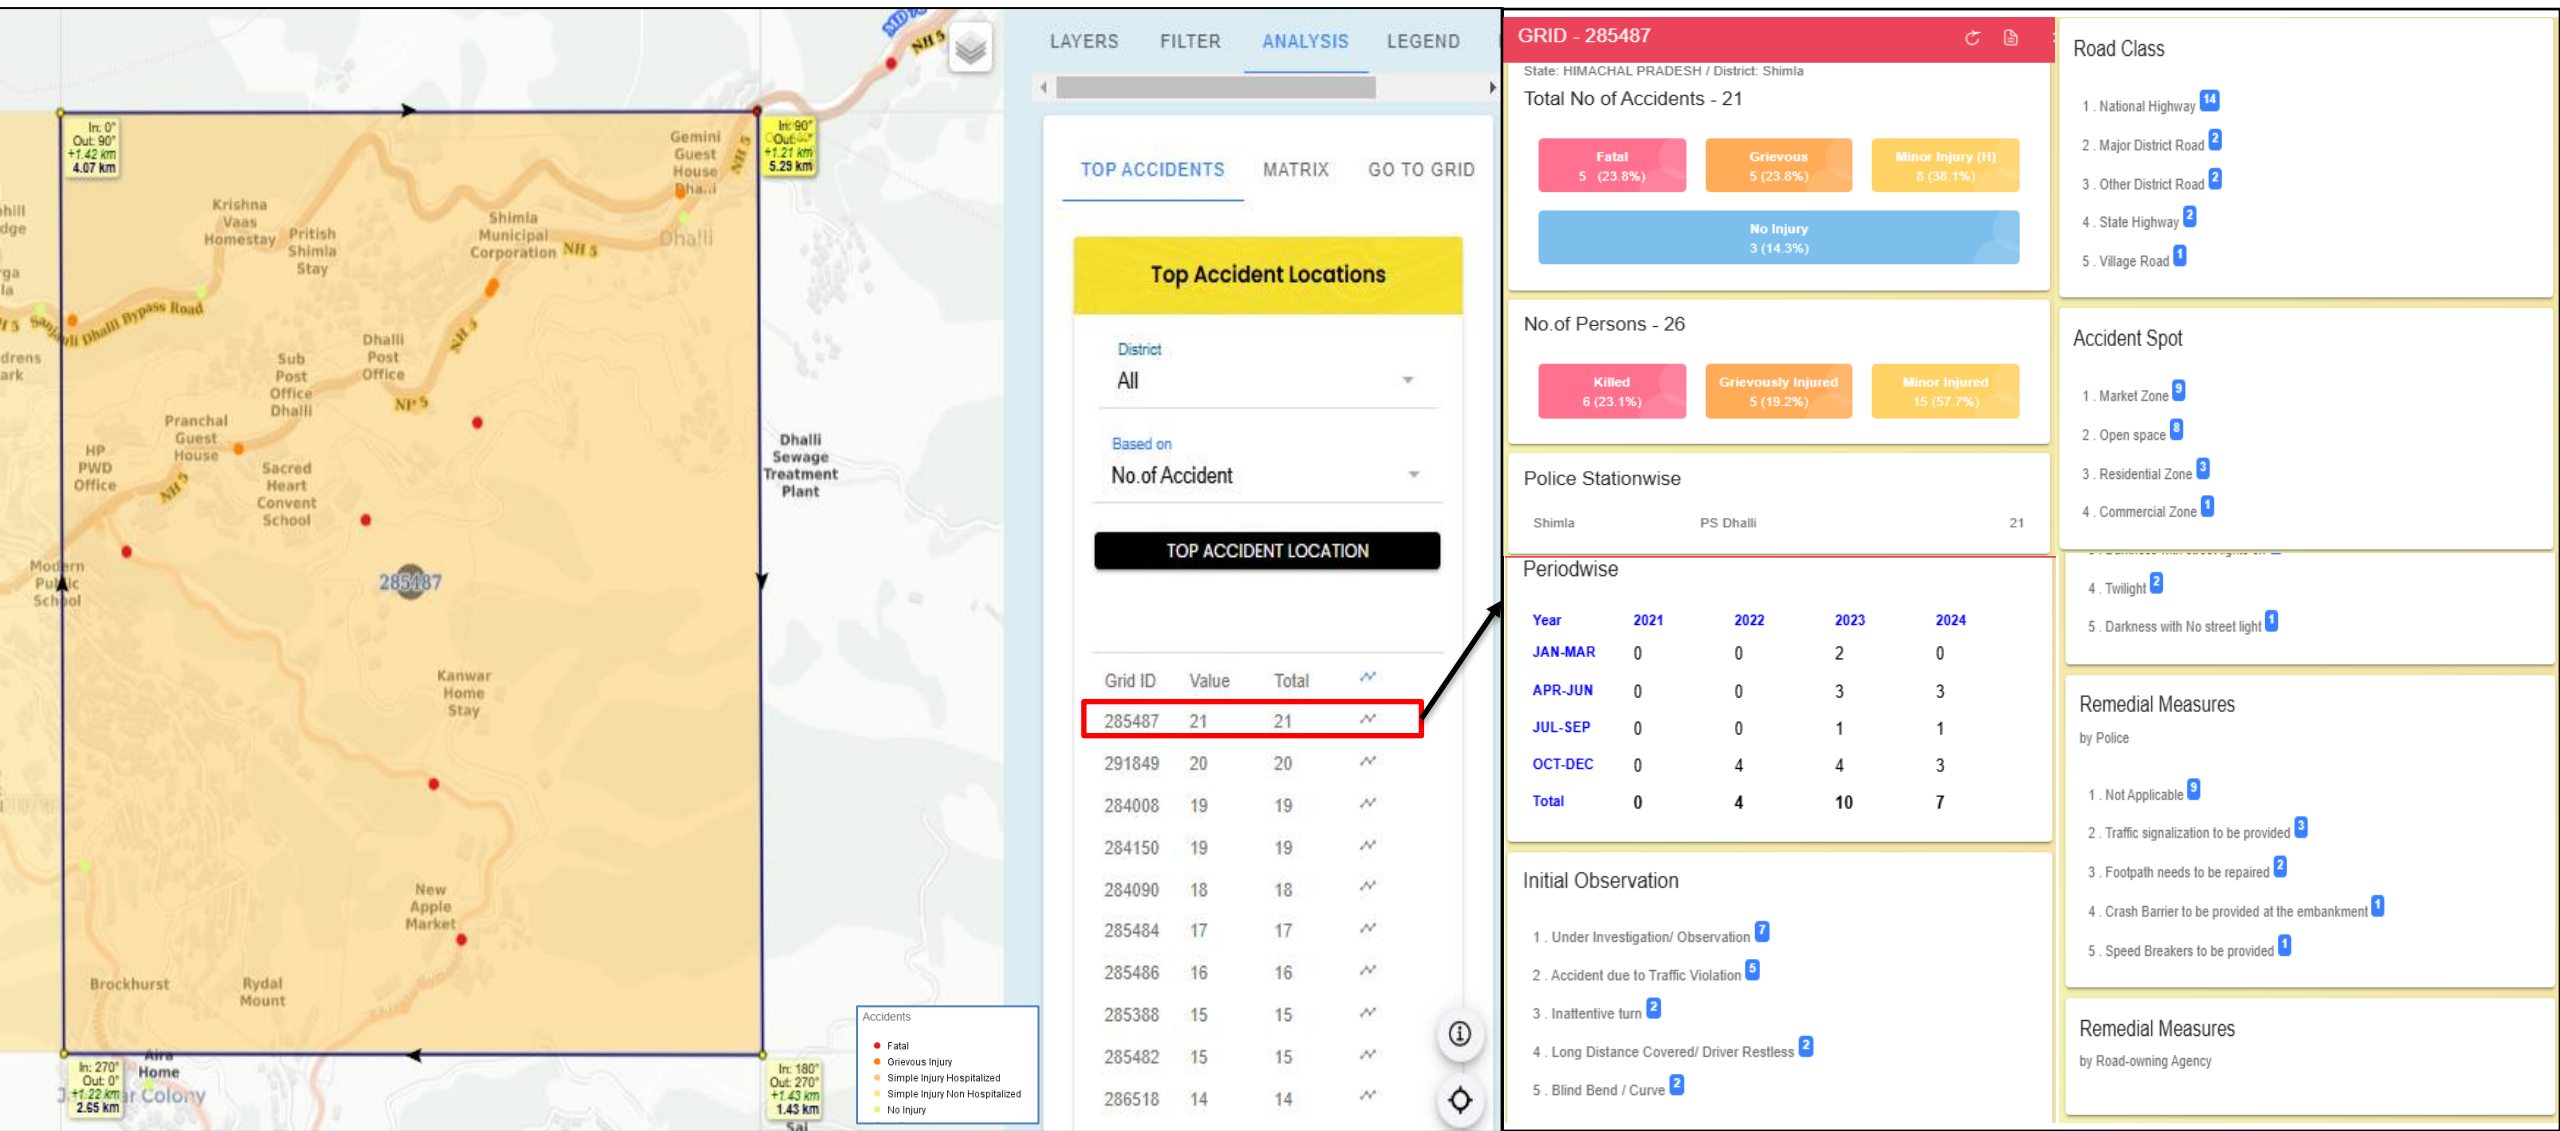 MDR
NH 5
In: 0°
Out: 90°
+1.42 km
4.07 km
In: 90°
+1.21 km
5.29 km
Gemini
Guest
House
NH 5
Dhalli
Krishna
Vaas
Homestay
Pritish
Shimla
Stay
Shimla
Municipal
Corporation
NH 5
Dhalli Bypass Road
NH 5
Dhalli
Post
Office
Sub
Post
Office
Dhalli
NH 5
Pranchal
Guest
House
HP
PWD
Office
NH 5
Sacred
Heart
Convent
School
Dhalli
Sewage
Treatment
Plant
Modern
Public
School
285487
Kanwar
Home
Stay
New
Apple
Market
Brockhurst
Rydal
Mount
Aira
Home
In: 270°
Out: 0°
+1.22 km
2.65 km
r Colony
In: 180°
Out: 270°
+1.43 km
1.43 km
Accidents
Fatal
Grievous Injury
Simple Injury Hospitalized
Simple Injury Non Hospitalized
No Injury
LAYERS FILTER ANALYSIS LEGEND
TOP ACCIDENTS MATRIX GO TO GRID
Top Accident Locations
District
All
Based on
No.of Accident
TOP ACCIDENT LOCATION
Grid ID Value Total
285487 21 21
291849 20 20
284008 19 19
284150 19 19
284090 18 18
285484 17 17
285486 16 16
285388 15 15
285482 15 15
286518 14 14
GRID - 285487
State: HIMACHAL PRADESH / District: Shimla
Total No of Accidents - 21
Fatal
5 (23.8%)
Grievous
5 (23.8%)
Minor Injury (H)
8 (38.1%)
No Injury
3 (14.3%)
No.of Persons - 26
Killed
6 (23.1%)
Grievously Injured
5 (19.2%)
Minor Injured
15 (57.7%)
Police Stationwise
Shimla PS Dhalli 21
Periodwise
Year 2021 2022 2023 2024
JAN-MAR 0 0 2 0
APR-JUN 0 0 3 3
JUL-SEP 0 0 1 1
OCT-DEC 0 4 4 3
Total 0 4 10 7
Initial Observation
1 . Under Investigation/ Observation 7
2 . Accident due to Traffic Violation 5
3 . Inattentive turn 2
4 . Long Distance Covered/ Driver Restless 2
5 . Blind Bend / Curve 2
Road Class
1 . National Highway 14
2 . Major District Road 2
3 . Other District Road 2
4 . State Highway 2
5 . Village Road 1
Accident Spot
1 . Market Zone 9
2 . Open space 8
3 . Residential Zone 3
4 . Commercial Zone 1
4 . Twilight 2
5 . Darkness with No street light 1
Remedial Measures
by Police
1 . Not Applicable 9
2 . Traffic signalization to be provided 3
3 . Footpath needs to be repaired 2
4 . Crash Barrier to be provided at the embankment 1
5 . Speed Breakers to be provided 1
Remedial Measures
by Road-owning Agency